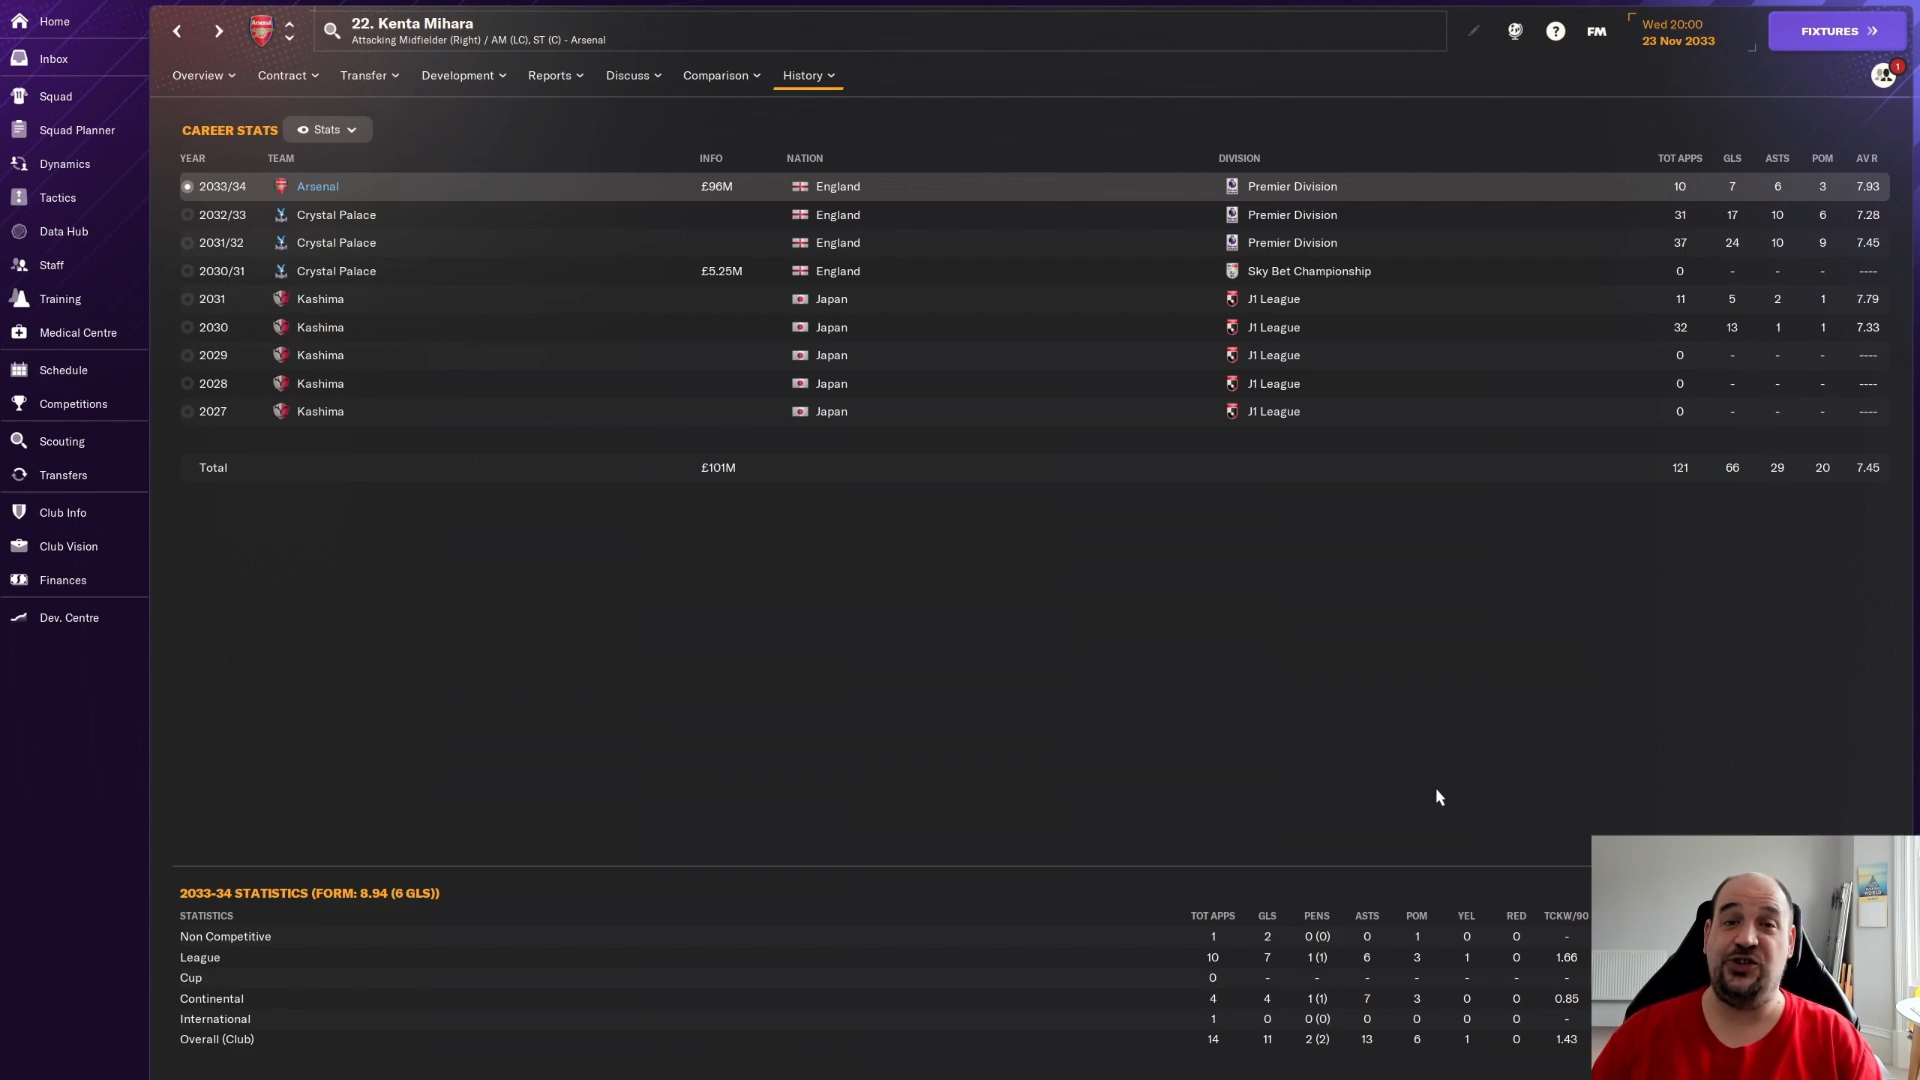 Home
Inbox
Squad
Squad Planner
Dynamics
Tactics
Data Hub
Staff
Training
Medical Centre
Schedule
Competitions
Scouting
Transfers
Club Info
Club Vision
Finances
Dev. Centre
22. Kenta Mihara
Attacking Midfielder (Right) / AM (LC), ST (C) - Arsenal
FM
Wed 20:00
23 Nov 2033
FIXTURES
Overview Contract Transfer Development Reports Discuss Comparison History
1
CAREER STATS Stats
YEAR TEAM INFO NATION DIVISION TOT APPS GLS ASTS POM AV R
2033/34 Arsenal £96M England Premier Division 10 7 6 3 7.93
2032/33 Crystal Palace England Premier Division 31 17 10 6 7.28
2031/32 Crystal Palace England Premier Division 37 24 10 9 7.45
2030/31 Crystal Palace £5.25M England Sky Bet Championship 0 - - - ----
2031 Kashima Japan J1 League 11 5 2 1 7.79
2030 Kashima Japan J1 League 32 13 1 1 7.33
2029 Kashima Japan J1 League 0 - - - ----
2028 Kashima Japan J1 League 0 - - - ----
2027 Kashima Japan J1 League 0 - - - ----
Total £101M 121 66 29 20 7.45
2033-34 STATISTICS (FORM: 8.94 (6 GLS))
STATISTICS TOT APPS GLS PENS ASTS POM YEL RED TCKW/90
Non Competitive 1 2 0 (0) 0 1 0 0 -
League 10 7 1 (1) 6 3 1 0 1.66
Cup 0 - - - - - - -
Continental 4 4 1 (1) 7 3 0 0 0.85
International 1 0 0 (0) 0 0 0 0 -
Overall (Club) 14 11 2 (2) 13 6 1 0 1.43